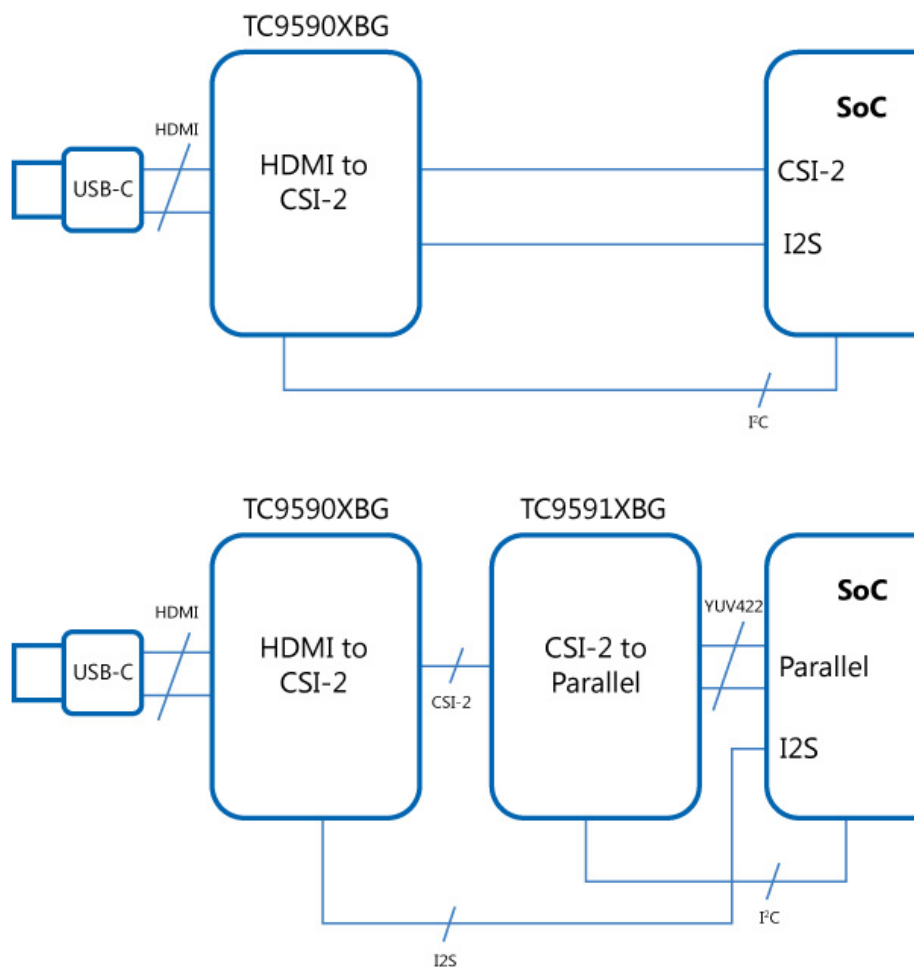 TC9590XBG
SoC
HDMI
USB-C
HDMI to
CSI-2
CSI-2
I2S
I²C
TC9590XBG
TC9591XBG
SoC
HDMI
YUV422
USB-C
HDMI to
CSI-2
CSI-2
CSI-2 to
Parallel
Parallel
I2S
I²C
I2S